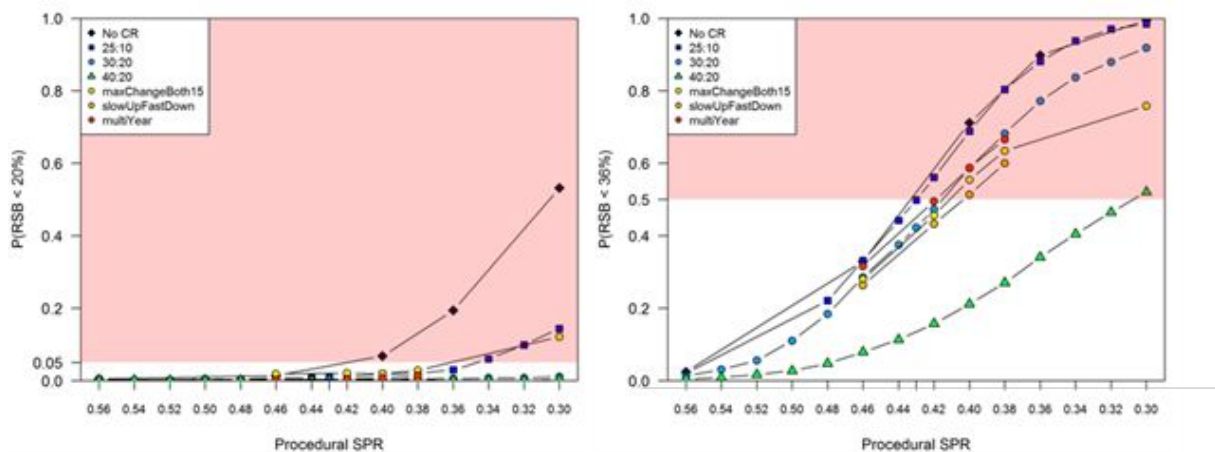 1.0
0.8
0.6
0.4
0.2
0.05
0.0
P(RSB < 20%)
No CR
25:10
30:20
40:20
maxChangeBoth15
slowUpFastDown
multiYear
0.56 0.54 0.52 0.50 0.48 0.46 0.44 0.42 0.40 0.38 0.36 0.34 0.32 0.30
Procedural SPR
1.0
0.8
0.6
0.5
0.4
0.2
0.0
P(RSB < 36%)
No CR
25:10
30:20
40:20
maxChangeBoth15
slowUpFastDown
multiYear
0.56 0.54 0.52 0.50 0.48 0.46 0.44 0.42 0.40 0.38 0.36 0.34 0.32 0.30
Procedural SPR